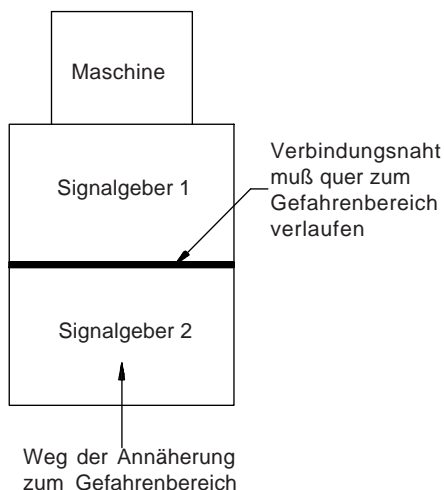 Maschine
Signalgeber 1
Verbindungsnaht
muß quer zum
Gefahrenbereich
verlaufen
Signalgeber 2
Weg der Annäherung
zum Gefahrenbereich